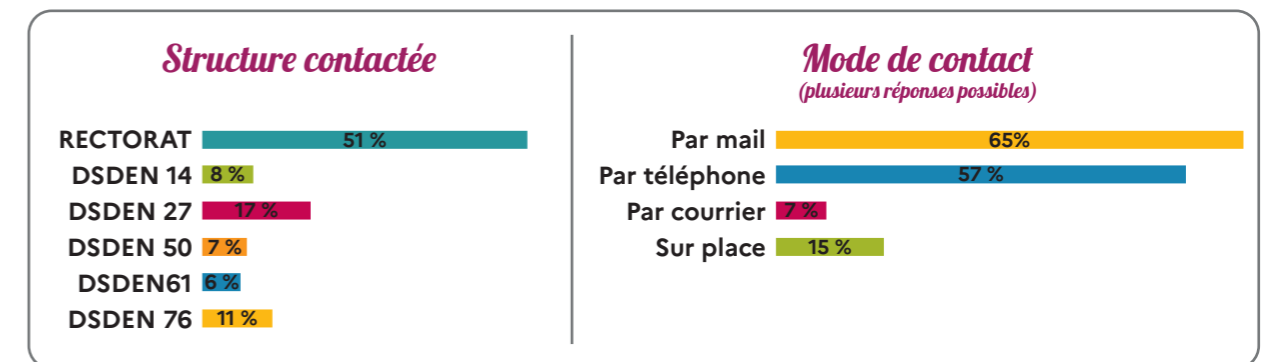 Structure contactée
RECTORAT 51 %
DSDEN 14 8 %
DSDEN 27 17 %
DSDEN 50 7 %
DSDEN61 6 %
DSDEN 76 11 %
Mode de contact
(plusieurs réponses possibles)
Par mail 65%
Par téléphone 57 %
Par courrier 7 %
Sur place 15 %